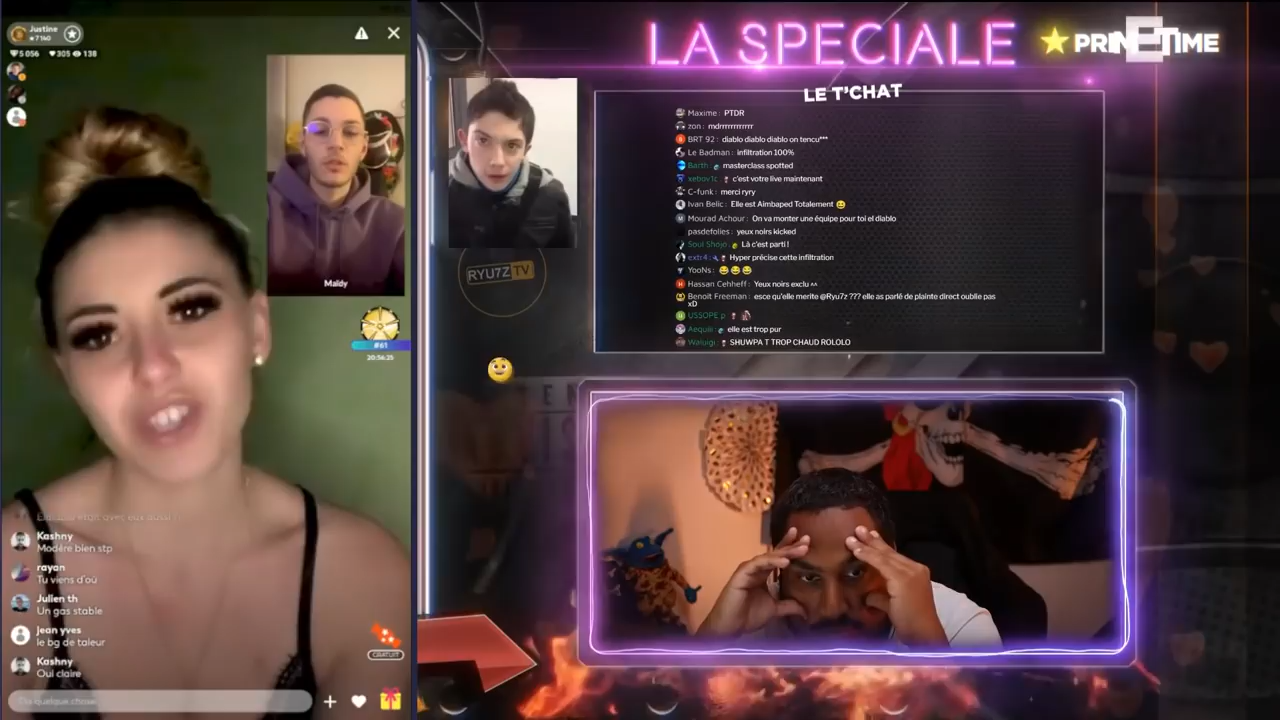 Justine
★7140
5 056 ♥305 138
Maïdy
#61
20:56.25
Kashny
Modère bien stp
rayan
Tu viens d'où
Julien th
Un gas stable
Jean yves
le bg de taleur
Kashny
Oui claire
GRATUIT
LA SPECIALE
PRIMETIME
LE T'CHAT
Maxime : PTDR
zon : mdrrrrrrrrrrr
BRT 92 : diablo diablo diablo on tencu***
Le Badman : infiltration 100%
Barth : masterclass spotted
xebov1c : c'est votre live maintenant
C-funk : merci ryry
Ivan Belic : Elle est Aimbaped Totalement 😆
Mourad Achour : On va monter une équipe pour toi el diablo
pasdefolies : yeux noirs kicked
Soul Shojo : Là c'est parti !
extr4 : Hyper précise cette infiltration
YooNs : 😂😂😂
Hassan Cehheff : Yeux noirs exclu ^^
Benoit Freeman : esce qu'elle merite @Ryu7z ??? elle as parlé de plainte direct oublie pas
xD
USSOPE p :
Aequie : elle est trop pur
Waluigi : SHUWPA T TROP CHAUD ROLOLO
RYU7Z TV